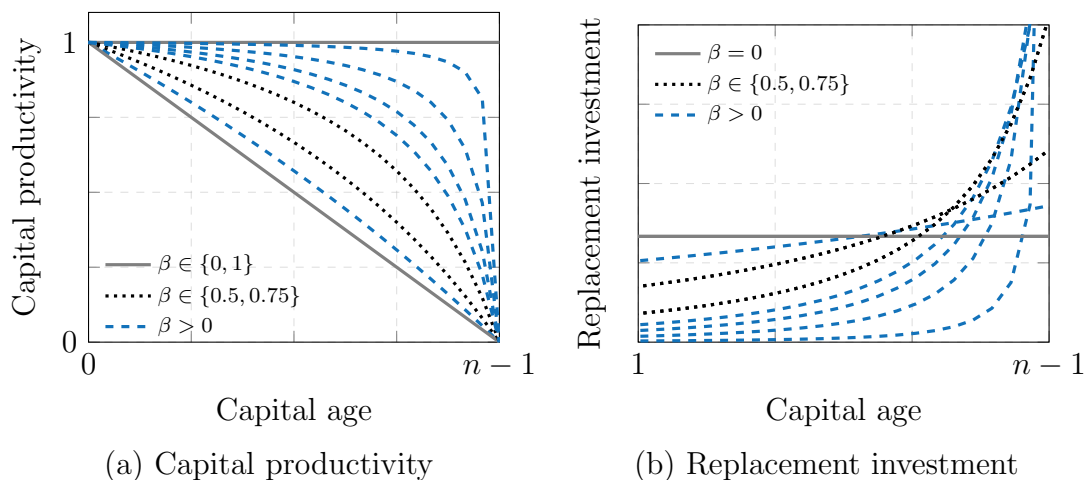 Capital productivity
1
0
β ∈ {0, 1}
β ∈ {0.5, 0.75}
β > 0
0
n − 1
Capital age
(a) Capital productivity
Replacement investment
β = 0
β ∈ {0.5, 0.75}
β > 0
1
n − 1
Capital age
(b) Replacement investment